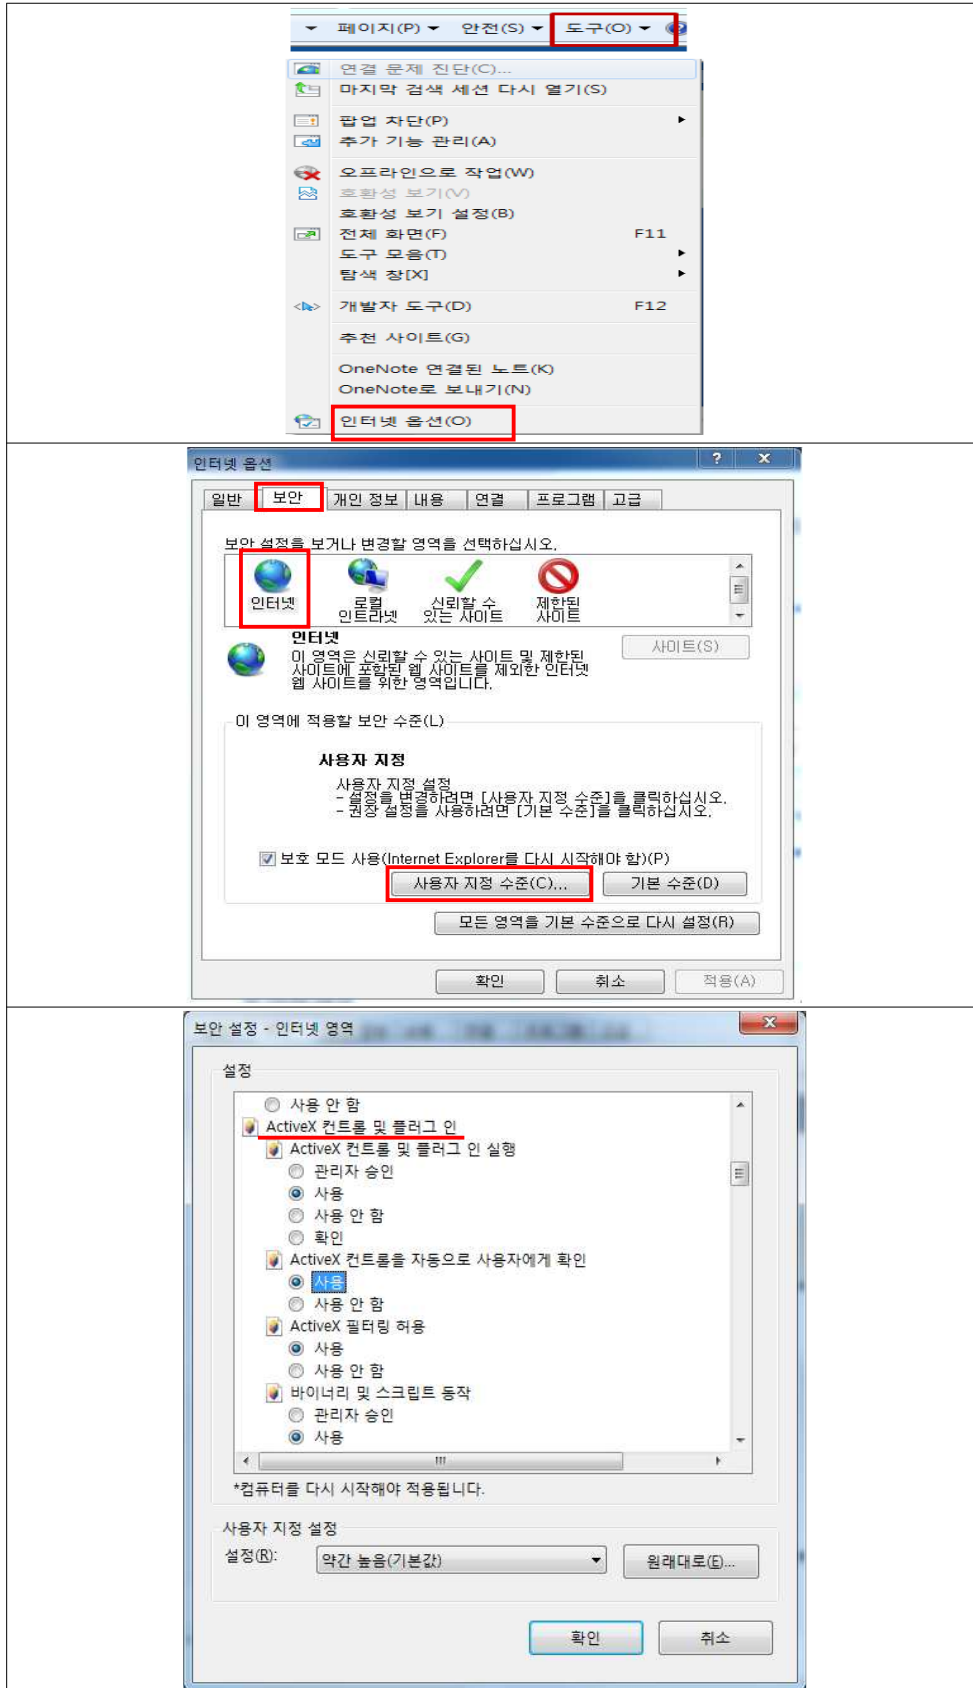 페이지(P) 안전(S) 도구(O)
연결 문제 진단(C)...
마지막 검색 세션 다시 열기(S)
팝업 차단(P)
추가 기능 관리(A)
오프라인으로 작업(W)
호환성 보기(V)
호환성 보기 설정(B)
전체 화면(F) F11
도구 모음(T)
탐색 창[X]
개발자 도구(D) F12
추천 사이트(G)
OneNote 연결된 노트(K)
OneNote로 보내기(N)
인터넷 옵션(O)
인터넷 옵션
일반 보안 개인 정보 내용 연결 프로그램 고급
보안 설정을 보거나 변경할 영역을 선택하십시오.
인터넷 로컬 신뢰할 수 제한된
인트라넷 있는 사이트 사이트
인터넷
사이트(S)
이 영역은 신뢰할 수 있는 사이트 및 제한된
사이트에 포함된 웹 사이트를 제외한 인터넷
웹 사이트를 위한 영역입니다.
이 영역에 적용할 보안 수준(L)
사용자 지정
사용자 지정 설정
- 설정을 변경하려면 [사용자 지정 수준]을 클릭하십시오.
- 권장 설정을 사용하려면 [기본 수준]을 클릭하십시오.
보호 모드 사용(Internet Explorer를 다시 시작해야 함)(P)
사용자 지정 수준(C)... 기본 수준(D)
모든 영역을 기본 수준으로 다시 설정(R)
확인 취소 적용(A)
보안 설정 - 인터넷 영역
설정
사용 안 함
ActiveX 컨트롤 및 플러그 인
ActiveX 컨트롤 및 플러그 인 실행
관리자 승인
사용
사용 안 함
확인
ActiveX 컨트롤을 자동으로 사용자에게 확인
사용
사용 안 함
ActiveX 필터링 허용
사용
사용 안 함
바이너리 및 스크립트 동작
관리자 승인
사용
*컴퓨터를 다시 시작해야 적용됩니다.
사용자 지정 설정
설정(R): 약간 높음(기본값) 원래대로(E)...
확인 취소